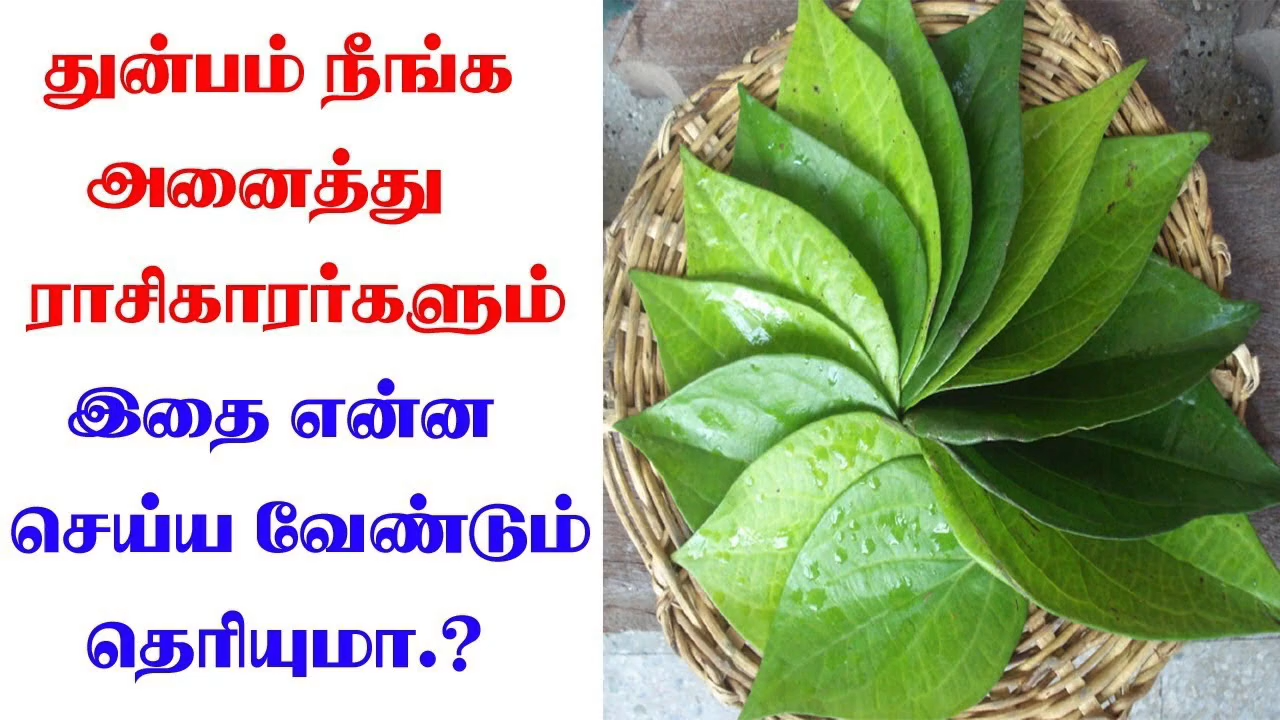 துன்பம் நீங்க
அனைத்து
ராசிகாரர்களும்
இதை என்ன
செய்ய வேண்டும்
தெரியுமா.?